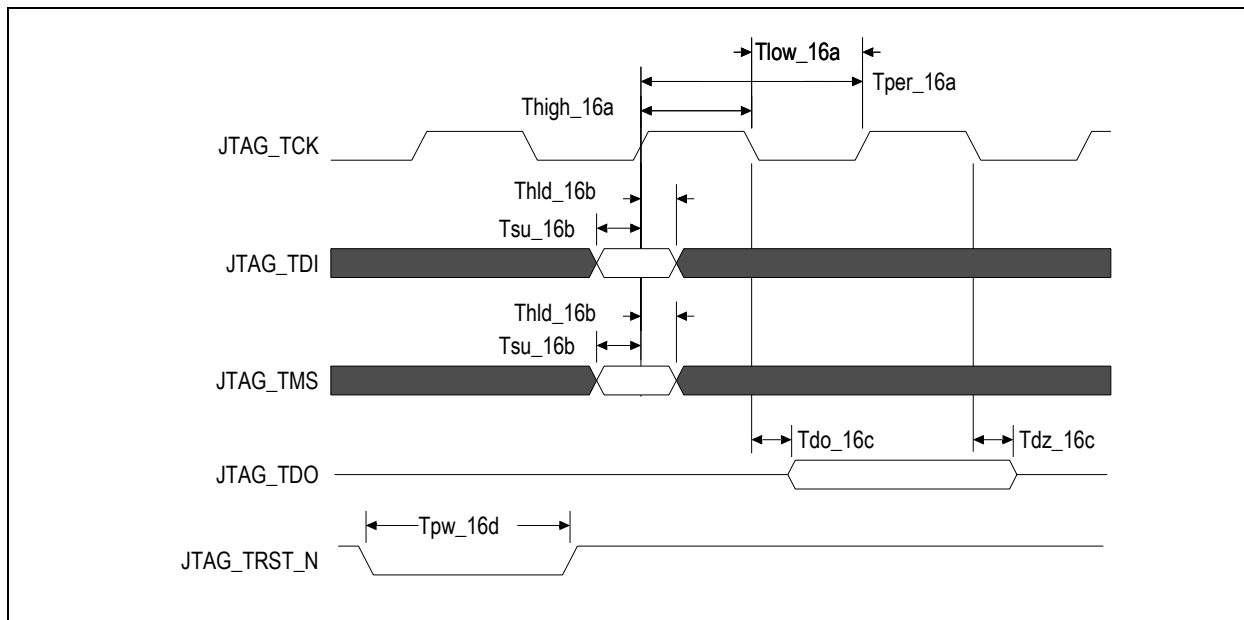 Tlow_16a
Tper_16a
Thigh_16a
JTAG_TCK
Thld_16b
Tsu_16b
JTAG_TDI
Thld_16b
Tsu_16b
JTAG_TMS
Tdo_16c
Tdz_16c
JTAG_TDO
Tpw_16d
JTAG_TRST_N